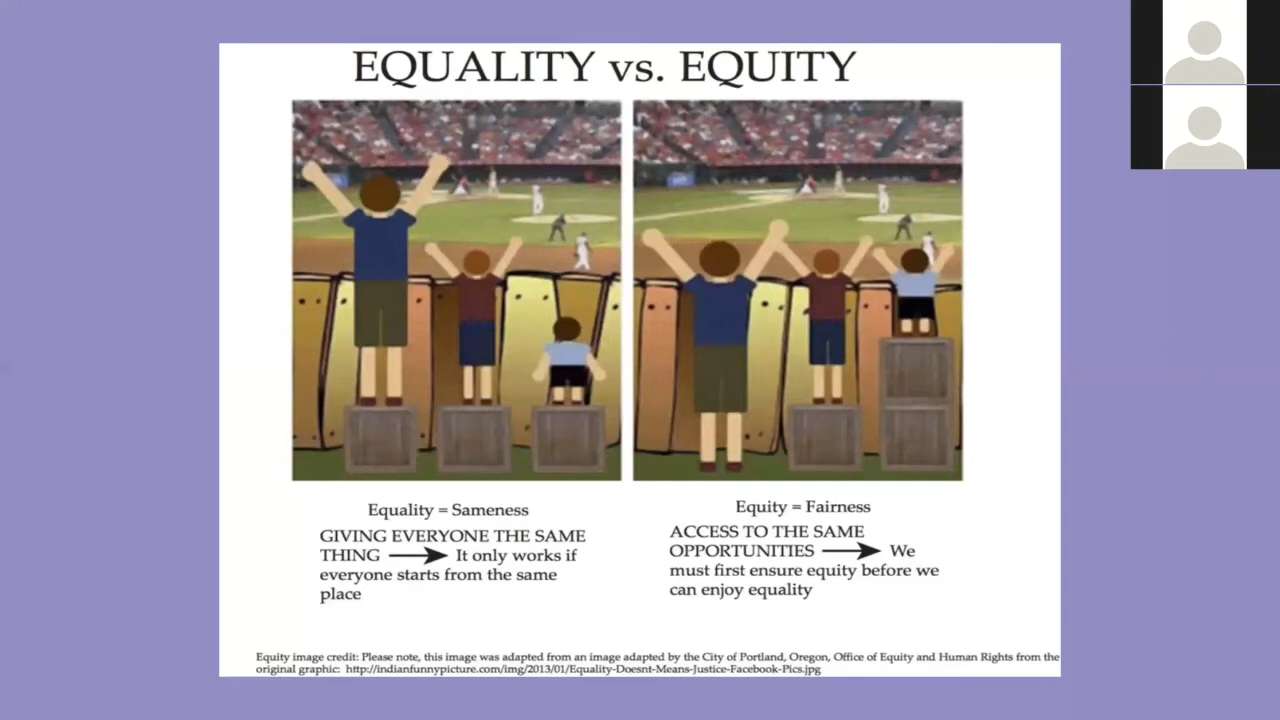 EQUALITY vs. EQUITY
Equality = Sameness
GIVING EVERYONE THE SAME
THING → It only works if
everyone starts from the same
place
Equity = Fairness
ACCESS TO THE SAME
OPPORTUNITIES → We
must first ensure equity before we
can enjoy equality
Equity image credit: Please note, this image was adapted from an image adapted by the City of Portland, Oregon, Office of Equity and Human Rights from the
original graphic: http://indianfunnypicture.com/img/2013/01/Equality-Doesnt-Means-Justice-Facebook-Pics.jpg